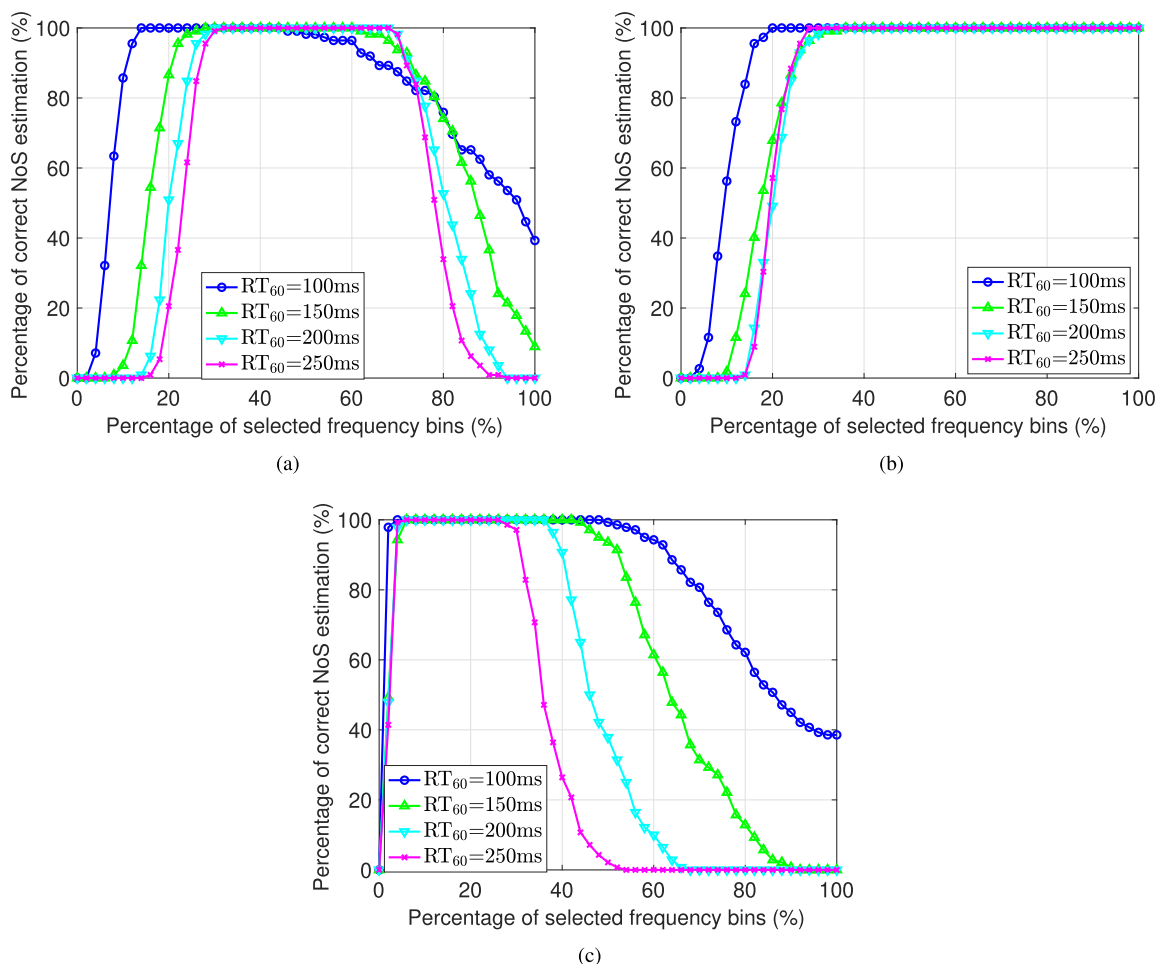 Percentage of correct NoS estimation (%)
100
80
60
40
20
0
RT60=100ms
RT60=150ms
RT60=200ms
RT60=250ms
0 20 40 60 80 100
Percentage of selected frequency bins (%)
(a)
Percentage of correct NoS estimation (%)
100
80
60
40
20
0
RT60=100ms
RT60=150ms
RT60=200ms
RT60=250ms
0 20 40 60 80 100
Percentage of selected frequency bins (%)
(b)
Percentage of correct NoS estimation (%)
100
80
60
40
20
0
RT60=100ms
RT60=150ms
RT60=200ms
RT60=250ms
0 20 40 60 80 100
Percentage of selected frequency bins (%)
(c)